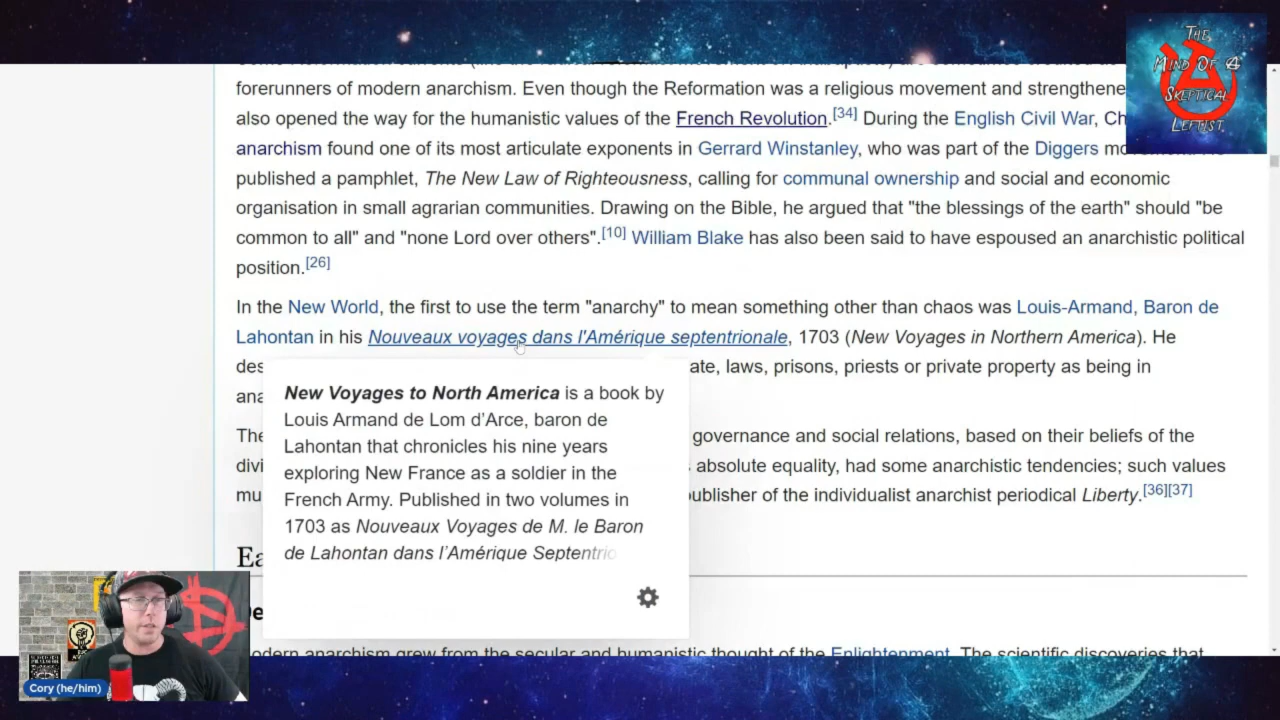 THE
MIND OF A
SKEPTICAL
LEFTIST
forerunners of modern anarchism. Even though the Reformation was a religious movement and strengthene
also opened the way for the humanistic values of the French Revolution.[34] During the English Civil War, Ch
anarchism found one of its most articulate exponents in Gerrard Winstanley, who was part of the Diggers
published a pamphlet, The New Law of Righteousness, calling for communal ownership and social and economic
organisation in small agrarian communities. Drawing on the Bible, he argued that "the blessings of the earth" should "be
common to all" and "none Lord over others".[10] William Blake has also been said to have espoused an anarchistic political
position.[26]
In the New World, the first to use the term "anarchy" to mean something other than chaos was Louis-Armand, Baron de
Lahontan in his Nouveaux voyages dans l'Amérique septentrionale, 1703 (New Voyages in Northern America). He
des ate, laws, prisons, priests or private property as being in
ana
New Voyages to North America is a book by
Louis Armand de Lom d’Arce, baron de
Lahontan that chronicles his nine years
exploring New France as a soldier in the
French Army. Published in two volumes in
1703 as Nouveaux Voyages de M. le Baron
de Lahontan dans l’Amérique Septentrio
The governance and social relations, based on their beliefs of the
divi absolute equality, had some anarchistic tendencies; such values
mu ublisher of the individualist anarchist periodical Liberty.[36][37]
Ea
De
odern anarchism grew from the secular and humanistic thought of the Enlightenment. The scientific discoveries that
Cory (he/him)